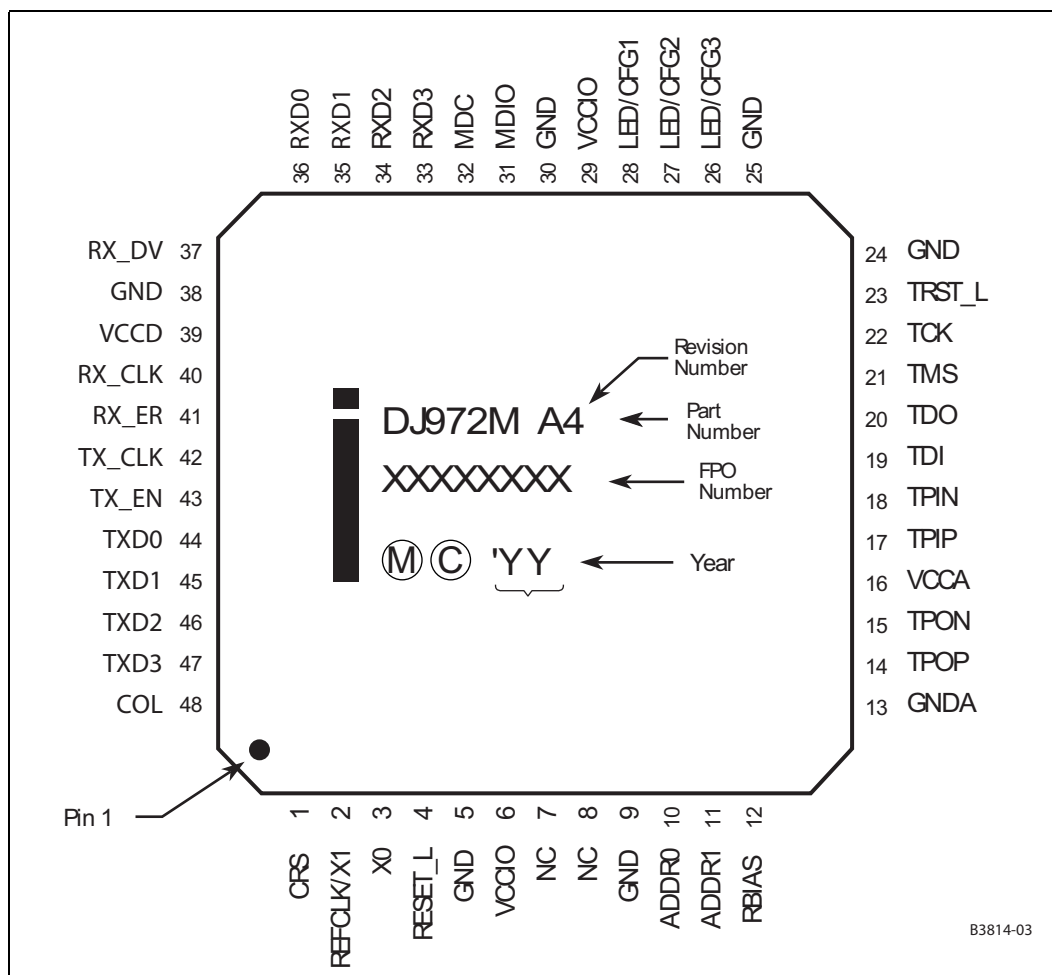 36 RXD0
35 RXD1
34 RXD2
33 RXD3
32 MDC
31 MDIO
30 GND
29 VCCIO
28 LED/CFG1
27 LED/CFG2
26 LED/CFG3
25 GND
RX_DV 37
GND 38
VCCD 39
RX_CLK 40
RX_ER 41
TX_CLK 42
TX_EN 43
TXD0 44
TXD1 45
TXD2 46
TXD3 47
COL 48
24 GND
23 TRST_L
22 TCK
21 TMS
20 TDO
19 TDI
18 TPIN
17 TPIP
16 VCCA
15 TPON
14 TPOP
13 GNDA
Revision
Number
DJ972M A4
Part
Number
XXXXXXXX
FPO
Number
M C 'YY
Year
Pin 1
CRS 1
REFCLK/X1 2
X0 3
RESET_L 4
GND 5
VCCIO 6
NC 7
NC 8
GND 9
ADDR0 10
ADDR1 11
RBIAS 12
B3814-03